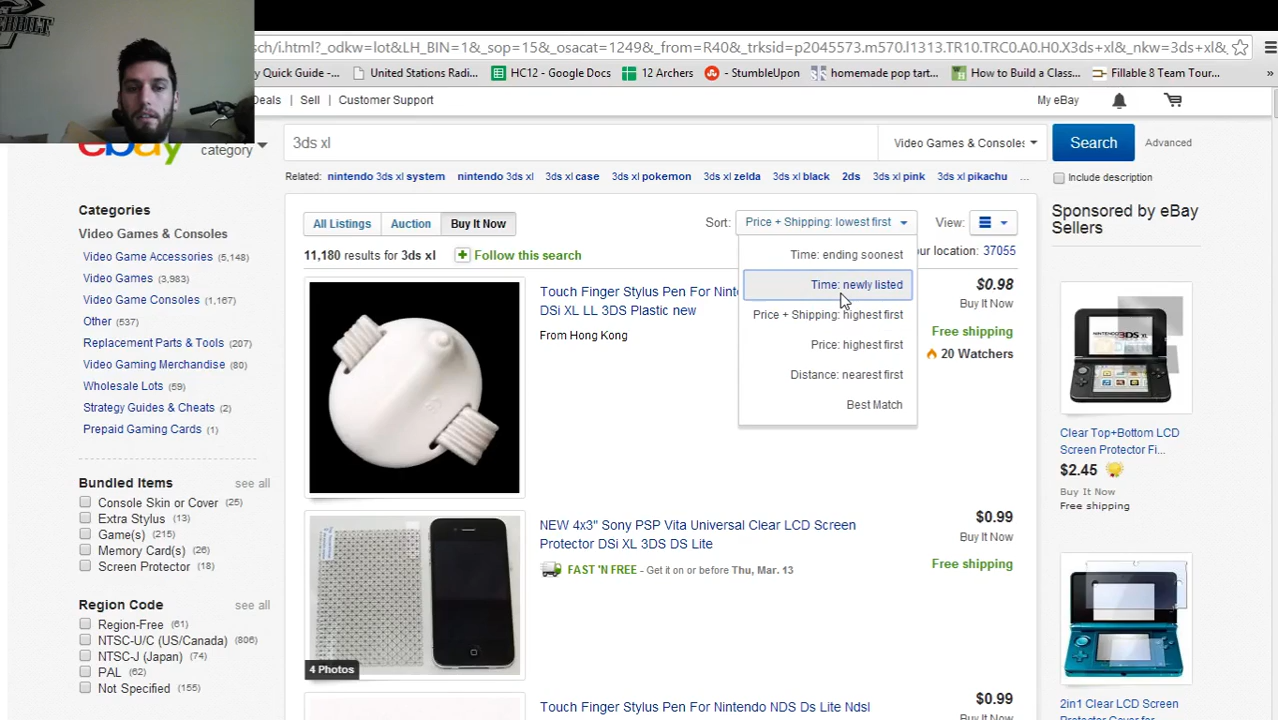 sch/i.html?_odkw=lot&LH_BIN=1&_sop=15&_osacat=1249&_from=R40&_trksid=p2045573.m570.l1313.TR10.TRC0.A0.H0.X3ds+xl&_nkw=3ds+xl&
y Quick Guide -... United Stations Radi... HC12 - Google Docs 12 Archers - StumbleUpon homemade pop tart... How to Build a Class... Fillable 8 Team Tour... »
Deals Sell Customer Support My eBay
ebay category 3ds xl Video Games & Consoles Search Advanced
Related: nintendo 3ds xl system nintendo 3ds xl 3ds xl case 3ds xl pokemon 3ds xl zelda 3ds xl black 2ds 3ds xl pink 3ds xl pikachu ... Include description
Categories
Video Games & Consoles
Video Game Accessories (5,148)
Video Games (3,983)
Video Game Consoles (1,167)
Other (537)
Replacement Parts & Tools (207)
Video Gaming Merchandise (80)
Wholesale Lots (59)
Strategy Guides & Cheats (2)
Prepaid Gaming Cards (1)
Bundled Items see all
Console Skin or Cover (25)
Extra Stylus (13)
Game(s) (215)
Memory Card(s) (26)
Screen Protector (18)
Region Code see all
Region-Free (61)
NTSC-U/C (US/Canada) (806)
NTSC-J (Japan) (74)
PAL (62)
Not Specified (155)
All Listings Auction Buy It Now Sort: Price + Shipping: lowest first View:
11,180 results for 3ds xl Follow this search our location: 37055
Time: ending soonest
Time: newly listed
Price + Shipping: highest first
Price: highest first
Distance: nearest first
Best Match
Touch Finger Stylus Pen For Ninte
DSi XL LL 3DS Plastic new
From Hong Kong
$0.98
Buy It Now
Free shipping
20 Watchers
NEW 4x3" Sony PSP Vita Universal Clear LCD Screen
Protector DSi XL 3DS DS Lite
FAST 'N FREE - Get it on or before Thu, Mar. 13
$0.99
Buy It Now
Free shipping
4 Photos
Touch Finger Stylus Pen for Nintendo NDS Ds Lite Ndsl
$0.99
Buy It Now
Sponsored by eBay
Sellers
NINTENDO 3DS XL
Clear Top+Bottom LCD
Screen Protector Fi...
$2.45
Buy It Now
Free shipping
2in1 Clear LCD Screen
Protector Cover for